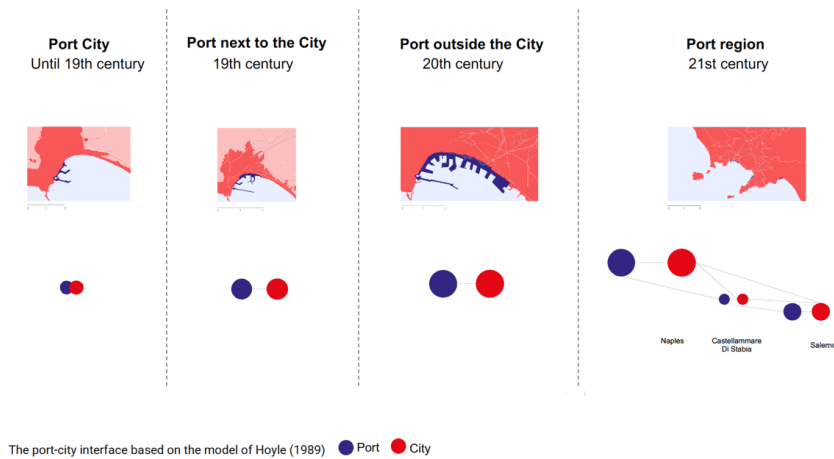 Port City
Until 19th century
Port next to the City
19th century
Port outside the City
20th century
Port region
21st century
Naples
Castellammare
Di Stabia
Salerno
The port-city interface based on the model of Hoyle (1989)
Port
City